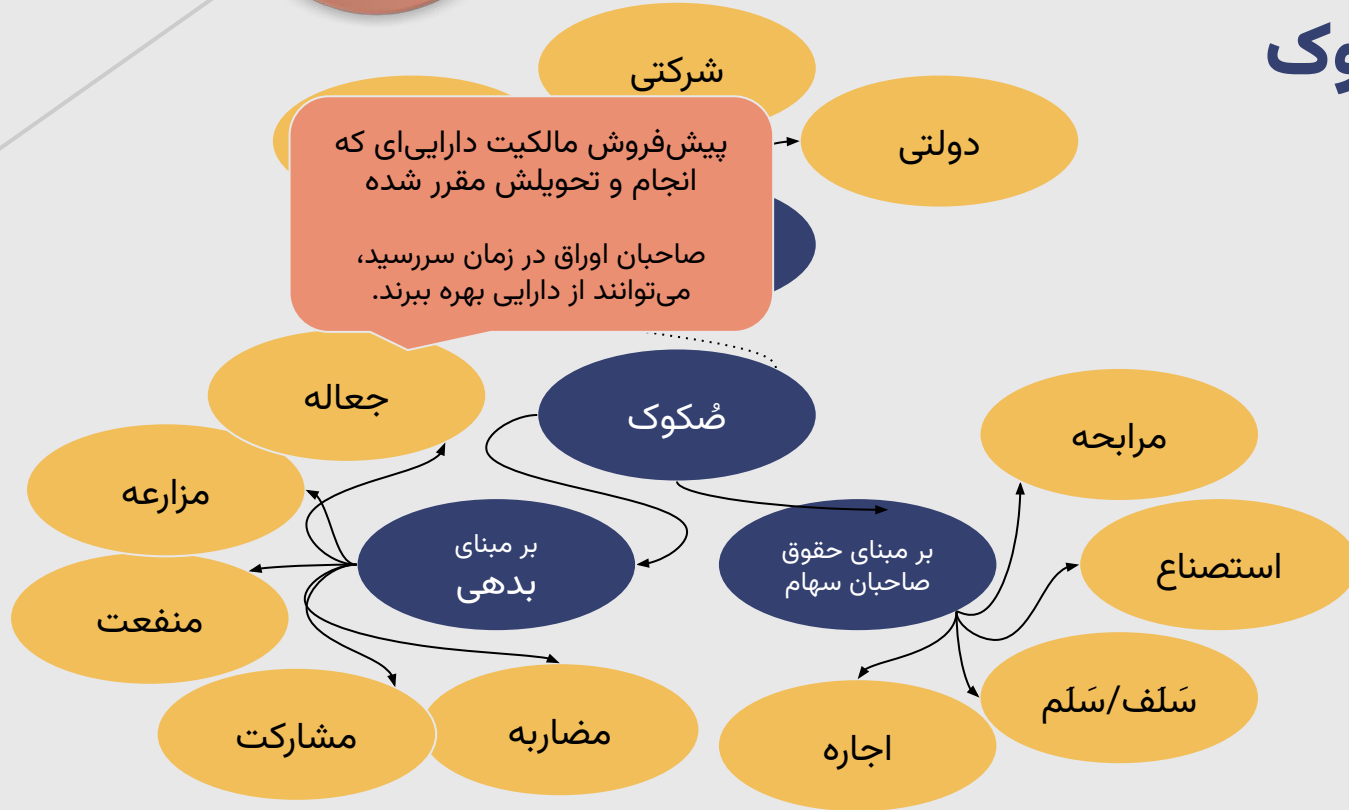 شرکتی
دولتی
پیش‌فروش مالکیت دارایی‌ای که
انجام و تحویلش مقرر شده
صاحبان اوراق در زمان سررسید،
می‌توانند از دارایی بهره ببرند.
جعاله
صُکوک
مرابحه
مزارعه
بر مبنای
بدهی
بر مبنای حقوق
صاحبان سهام
استصناع
منفعت
سَلَف/سَلَم
مضاربه
مشارکت
اجاره